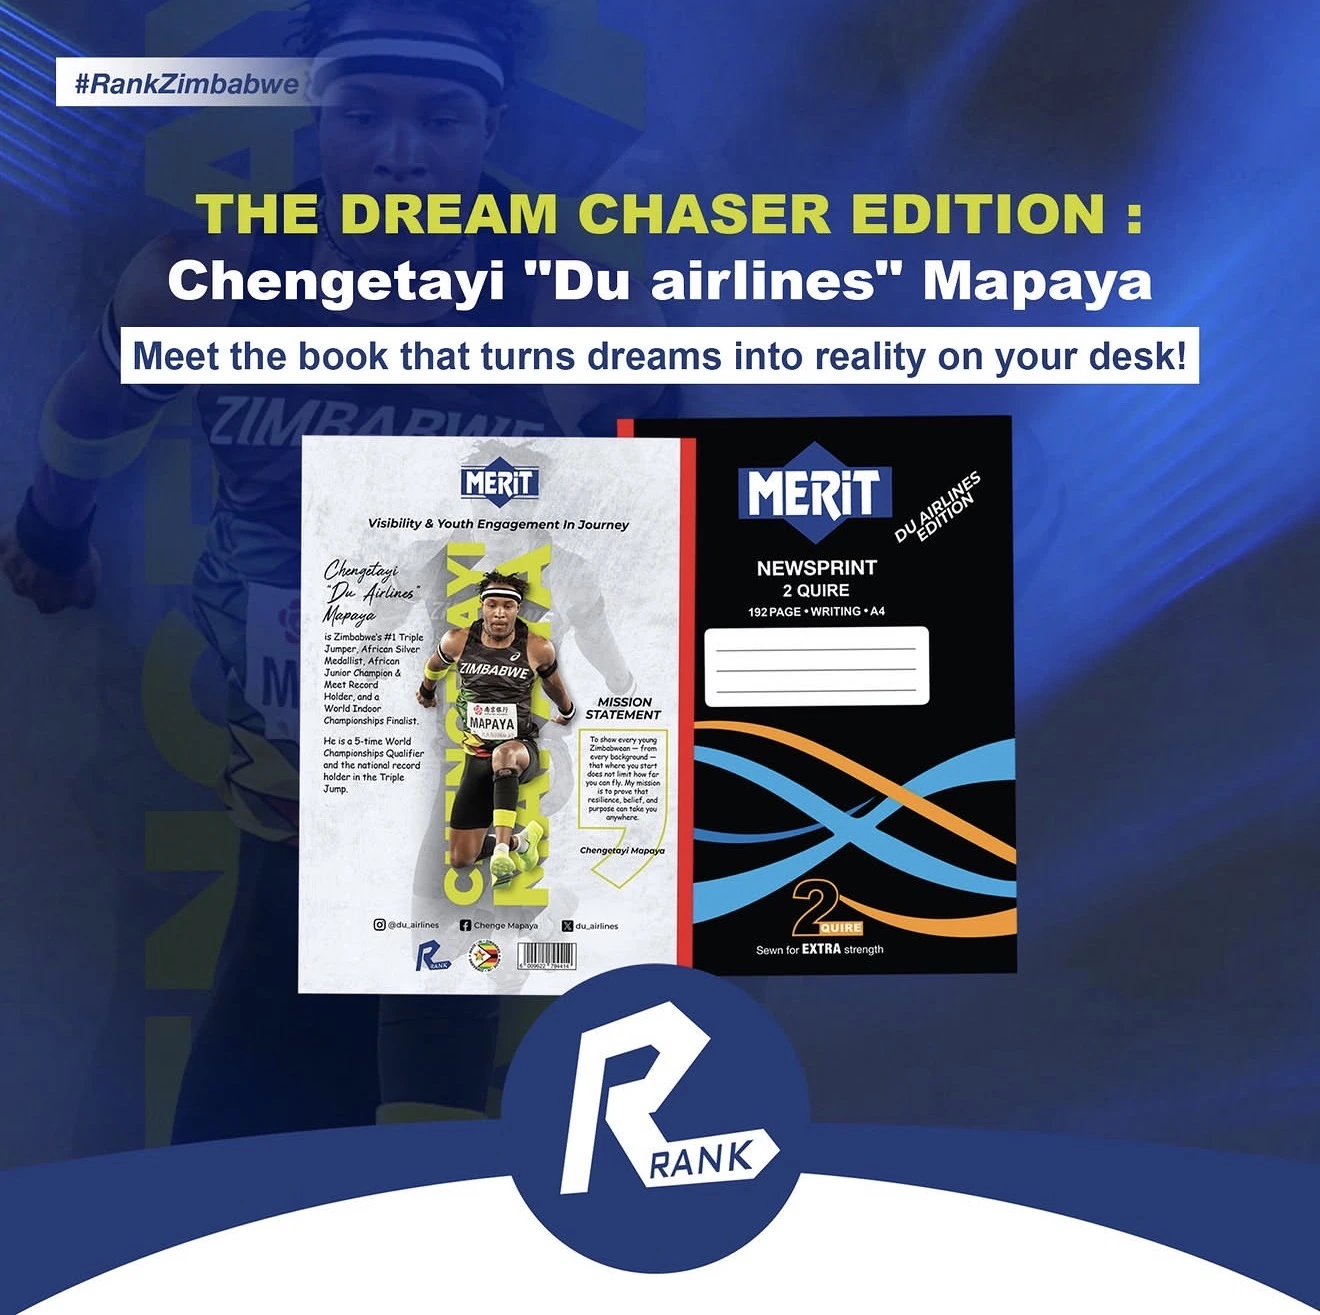 #RankZimbabwe
THE DREAM CHASER EDITION :
Chengetayi "Du airlines" Mapaya
Meet the book that turns dreams into reality on your desk!
ZIMBABWE
MERiT
Visibility & Youth Engagement In Journey
Chengetayi
"Du Airlines"
Mapaya
is Zimbabwe's #1 Triple
Jumper, African Silver
Medallist, African
Junior Champion &
Meet Record
Holder, and a
World Indoor
Championships Finalist.
He is a 5-time World
Championships Qualifier
and the national record
holder in the Triple
Jump.
CHENGETAYI
MAPAYA
ZIMBABWE
MAPAYA
MISSION
STATEMENT
To show every young
Zimbabwean — from
every background —
that where you start
does not limit how far
you can fly. My mission
is to prove that
resilience, belief, and
purpose can take you
anywhere.
Chengetayi Mapaya
@du_airlines
Chenge Mapaya
du_airlines
RANK
MERiT
DU AIRLINES
EDITION
NEWSPRINT
2 QUIRE
192 PAGE • WRITING • A4
2
QUIRE
Sewn for EXTRA strength
R
RANK